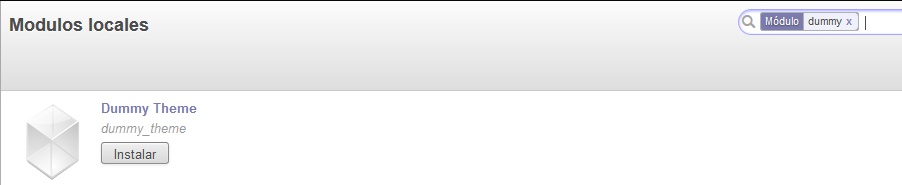 Modulos locales
Módulo dummy x
Dummy Theme
dummy_theme
Instalar